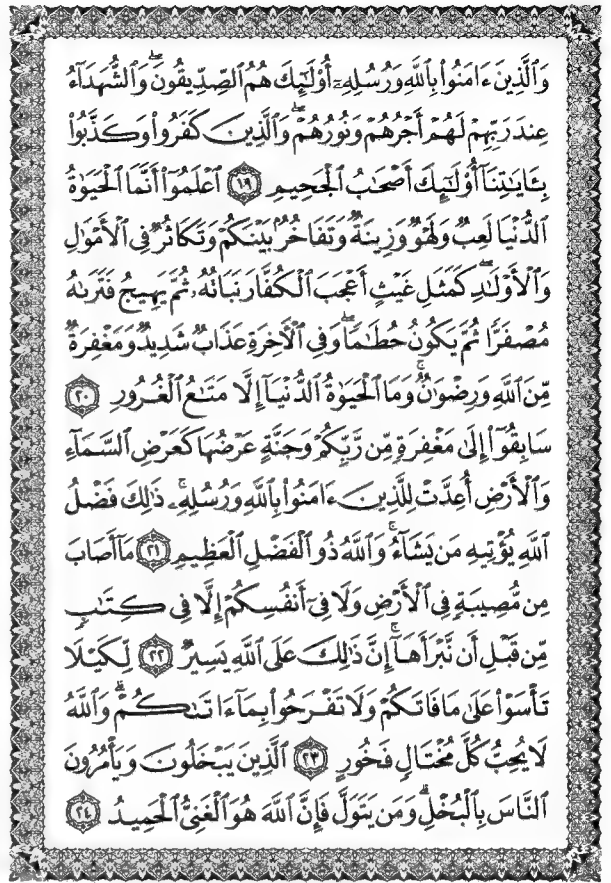 وَٱلَّذِينَ ءَامَنُوا۟ بِٱللَّهِ وَرُسُلِهِۦٓ أُو۟لَٰٓئِكَ هُمُ ٱلصِّدِّيقُونَ ۖ وَٱلشُّهَدَآءُ
عِندَ رَبِّهِمْ لَهُمْ أَجْرُهُمْ وَنُورُهُمْ ۖ وَٱلَّذِينَ كَفَرُوا۟ وَكَذَّبُوا۟
بِـَٔايَٰتِنَآ أُو۟لَٰٓئِكَ أَصْحَٰبُ ٱلْجَحِيمِ ١٩ ٱعْلَمُوٓا۟ أَنَّمَا ٱلْحَيَوٰةُ
ٱلدُّنْيَا لَعِبٌ وَلَهْوٌ وَزِينَةٌ وَتَفَاخُرٌۢ بَيْنَكُمْ وَتَكَاثُرٌ فِى ٱلْأَمْوَٰلِ
وَٱلْأَوْلَٰدِ ۖ كَمَثَلِ غَيْثٍ أَعْجَبَ ٱلْكُفَّارَ نَبَاتُهُۥ ثُمَّ يَهِيجُ فَتَرَىٰهُ
مُصْفَرًّا ثُمَّ يَكُونُ حُطَٰمًا ۖ وَفِى ٱلْءَاخِرَةِ عَذَابٌ شَدِيدٌ وَمَغْفِرَةٌ
مِّنَ ٱللَّهِ وَرِضْوَٰنٌ ۚ وَمَا ٱلْحَيَوٰةُ ٱلدُّنْيَآ إِلَّا مَتَٰعُ ٱلْغُرُورِ ٢٠
سَابِقُوٓا۟ إِلَىٰ مَغْفِرَةٍ مِّن رَّبِّكُمْ وَجَنَّةٍ عَرْضُهَا كَعَرْضِ ٱلسَّمَآءِ
وَٱلْأَرْضِ أُعِدَّتْ لِلَّذِينَ ءَامَنُوا۟ بِٱللَّهِ وَرُسُلِهِۦ ۚ ذَٰلِكَ فَضْلُ
ٱللَّهِ يُؤْتِيهِ مَن يَشَآءُ ۚ وَٱللَّهُ ذُو ٱلْفَضْلِ ٱلْعَظِيمِ ٢١ مَآ أَصَابَ
مِن مُّصِيبَةٍ فِى ٱلْأَرْضِ وَلَا فِىٓ أَنفُسِكُمْ إِلَّا فِى كِتَٰبٍ
مِّن قَبْلِ أَن نَّبْرَأَهَآ ۚ إِنَّ ذَٰلِكَ عَلَى ٱللَّهِ يَسِيرٌ ٢٢ لِّكَيْلَا
تَأْسَوْا۟ عَلَىٰ مَا فَاتَكُمْ وَلَا تَفْرَحُوا۟ بِمَآ ءَاتَىٰكُمْ ۗ وَٱللَّهُ
لَا يُحِبُّ كُلَّ مُخْتَالٍ فَخُورٍ ٢٣ ٱلَّذِينَ يَبْخَلُونَ وَيَأْمُرُونَ
ٱلنَّاسَ بِٱلْبُخْلِ ۗ وَمَن يَتَوَلَّ فَإِنَّ ٱللَّهَ هُوَ ٱلْغَنِىُّ ٱلْحَمِيدُ ٢٤